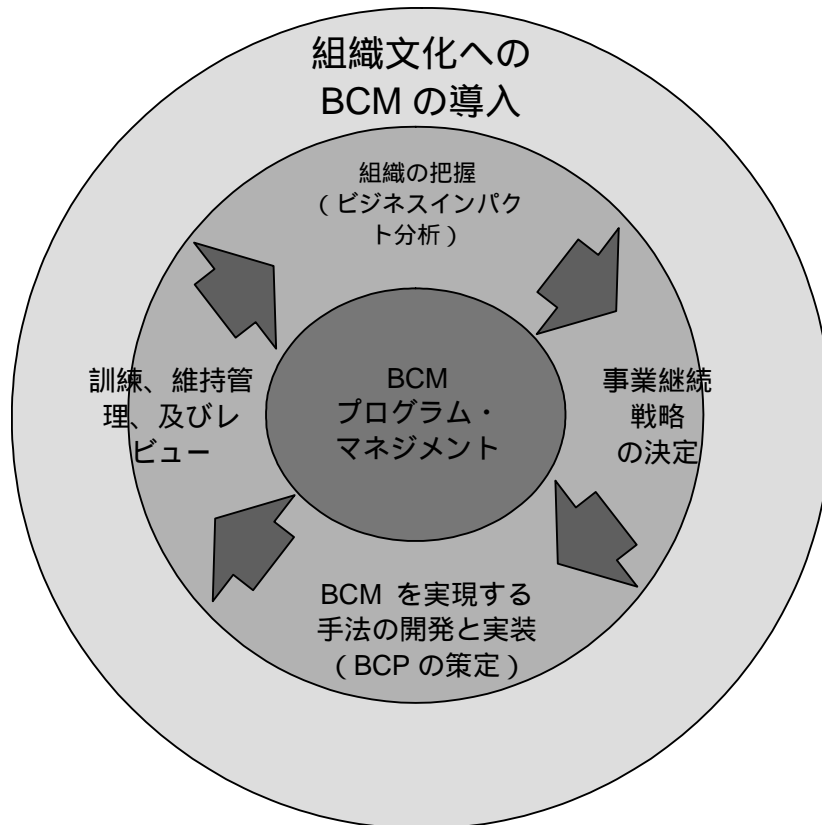 組織文化への
BCM の導入
組織の把握
（ビジネスインパク
ト分析）
訓練、維持管
理、及びレ
ビュー
BCM
プログラム・
マネジメント
事業継続
戦略
の決定
BCM を実現する
手法の開発と実装
（BCP の策定）